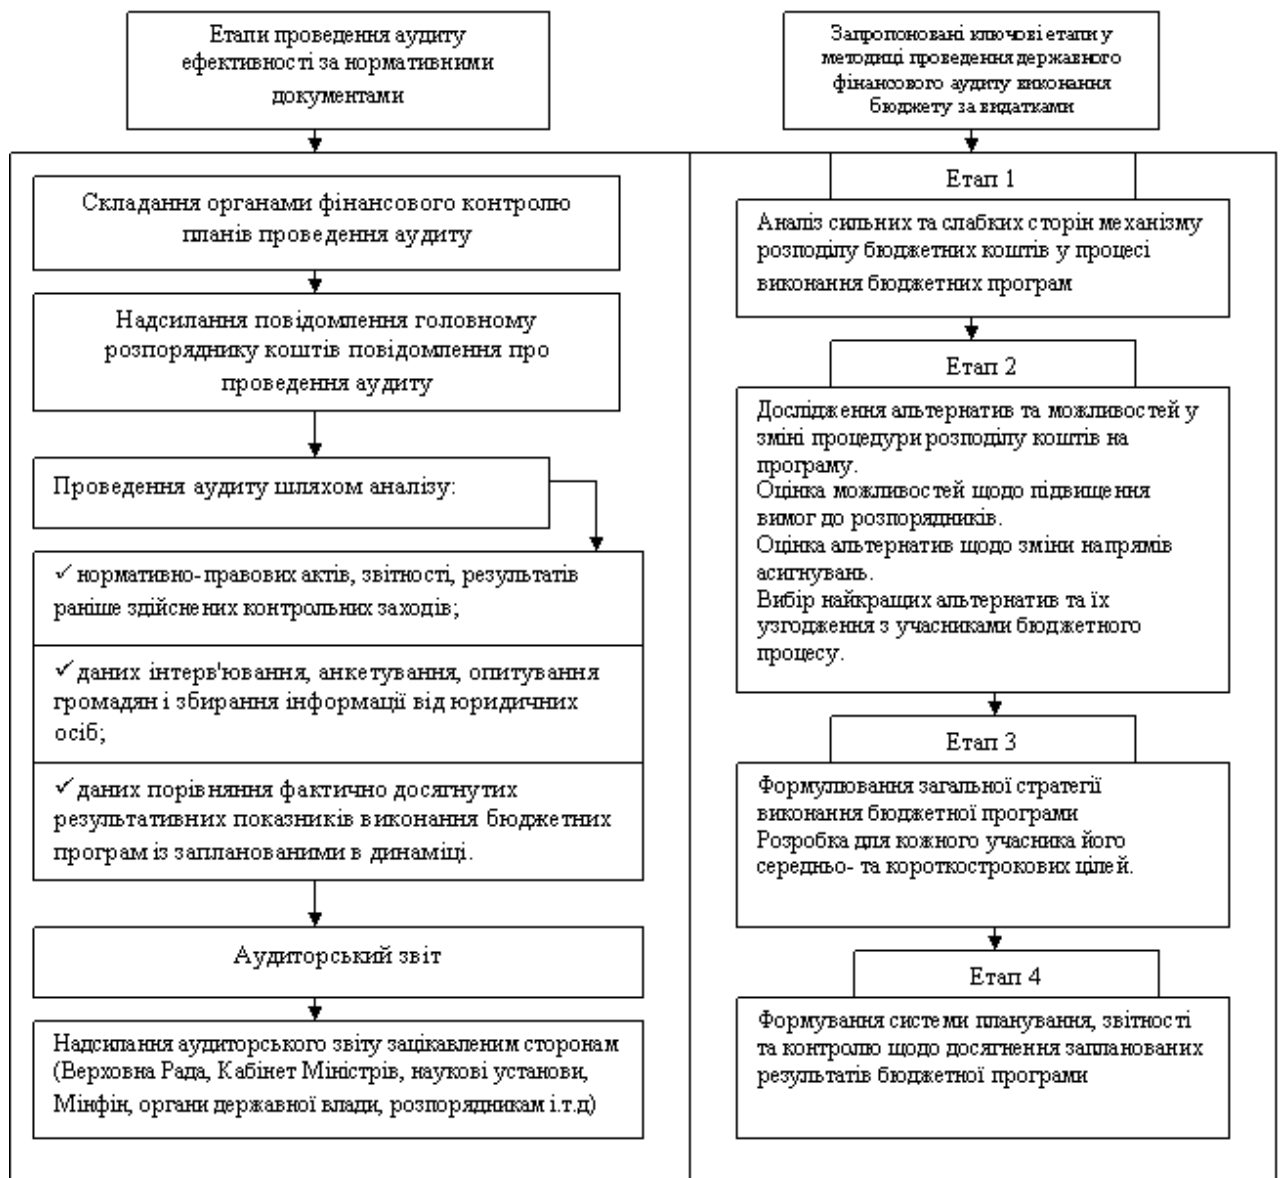 Етапи проведення аудиту
ефективності за нормативними
документами
Складання органами фінансового контролю
планів проведення аудиту
Надсилання повідомлення головному
розпоряднику коштів повідомлення про
проведення аудиту
Проведення аудиту шляхом аналізу:
✓ нормативно-правових актів, звітності, результатів
раніше здійснених контрольних заходів;
✓ даних інтерв'ювання, анкетування, опитування
громадян і збирання інформації від юридичних
осіб;
✓ даних порівняння фактично досягнутих
результативних показників виконання бюджетних
програм із запланованими в динаміці.
Аудиторський звіт
Надсилання аудиторського звіту зацікавленим сторонам
(Верховна Рада, Кабінет Міністрів, наукові установи,
Мінфін, органи державної влади, розпорядникам і.т.д)
Запропоновані ключові етапи у
методиці проведення державного
фінансового аудиту виконання
бюджету за видатками
Етап 1
Аналіз сильних та слабких сторін механізму
розподілу бюджетних коштів у процесі
виконання бюджетних програм
Етап 2
Дослідження альтернатив та можливостей у
зміні процедури розподілу коштів на
програму.
Оцінка можливостей щодо підвищення
вимог до розпорядників.
Оцінка альтернатив щодо зміни напрямів
асигнувань.
Вибір найкращих альтернатив та їх
узгодження з учасниками бюджетного
процесу.
Етап 3
Формулювання загальної стратегії
виконання бюджетної програми
Розробка для кожного учасника його
середньо- та короткострокових цілей.
Етап 4
Формування системи планування, звітності
та контролю щодо досягнення запланованих
результатів бюджетної програми